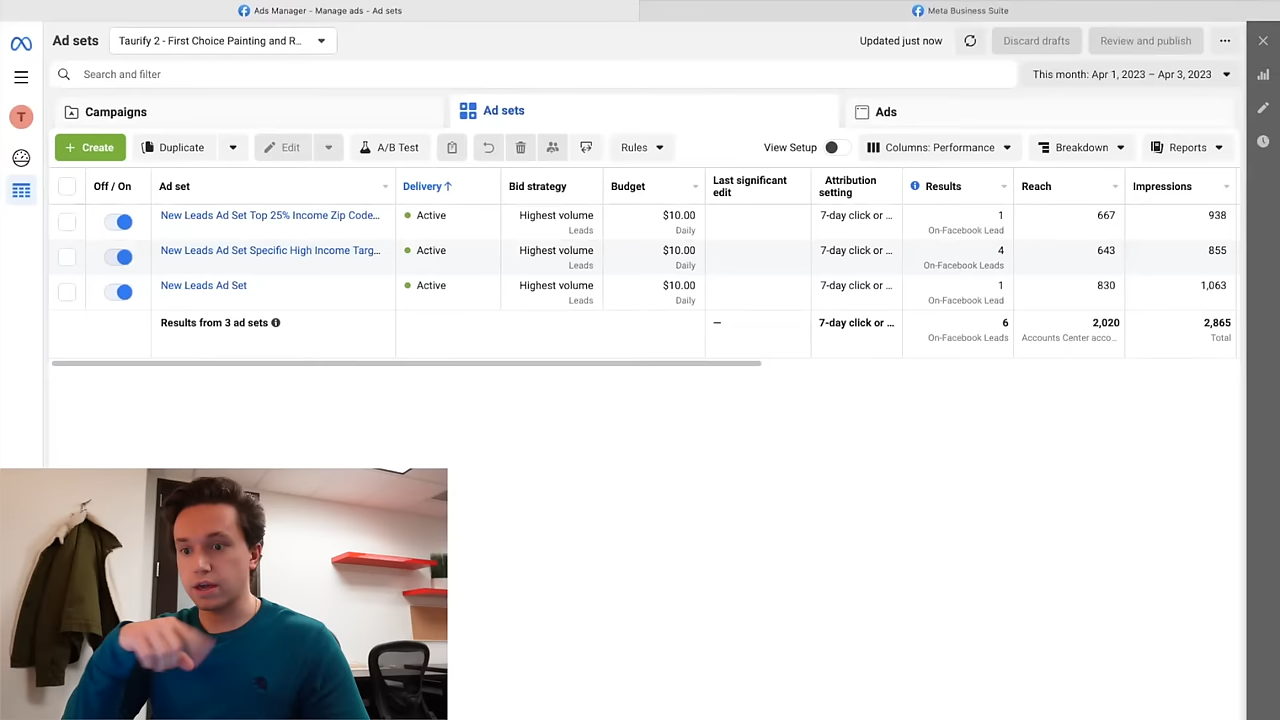 Ads Manager - Manage ads - Ad sets
Meta Business Suite
Ad sets
Taurify 2 - First Choice Painting and R...
Updated just now
Discard drafts
Review and publish
Search and filter
This month: Apr 1, 2023 – Apr 3, 2023
T
Campaigns
Ad sets
Ads
+ Create
Duplicate
Edit
A/B Test
Rules
View Setup
Columns: Performance
Breakdown
Reports
Off / On
Ad set
Delivery ↑
Bid strategy
Budget
Last significant
edit
Attribution
setting
Results
Reach
Impressions
New Leads Ad Set Top 25% Income Zip Code...
Active
Highest volume
Leads
$10.00
Daily
7-day click or ...
1
On-Facebook Lead
667
938
New Leads Ad Set Specific High Income Targ...
Active
Highest volume
Leads
$10.00
Daily
7-day click or ...
4
On-Facebook Leads
643
855
New Leads Ad Set
Active
Highest volume
Leads
$10.00
Daily
7-day click or ...
1
On-Facebook Lead
830
1,063
Results from 3 ad sets
—
7-day click or ...
6
On-Facebook Leads
2,020
Accounts Center acco...
2,865
Total